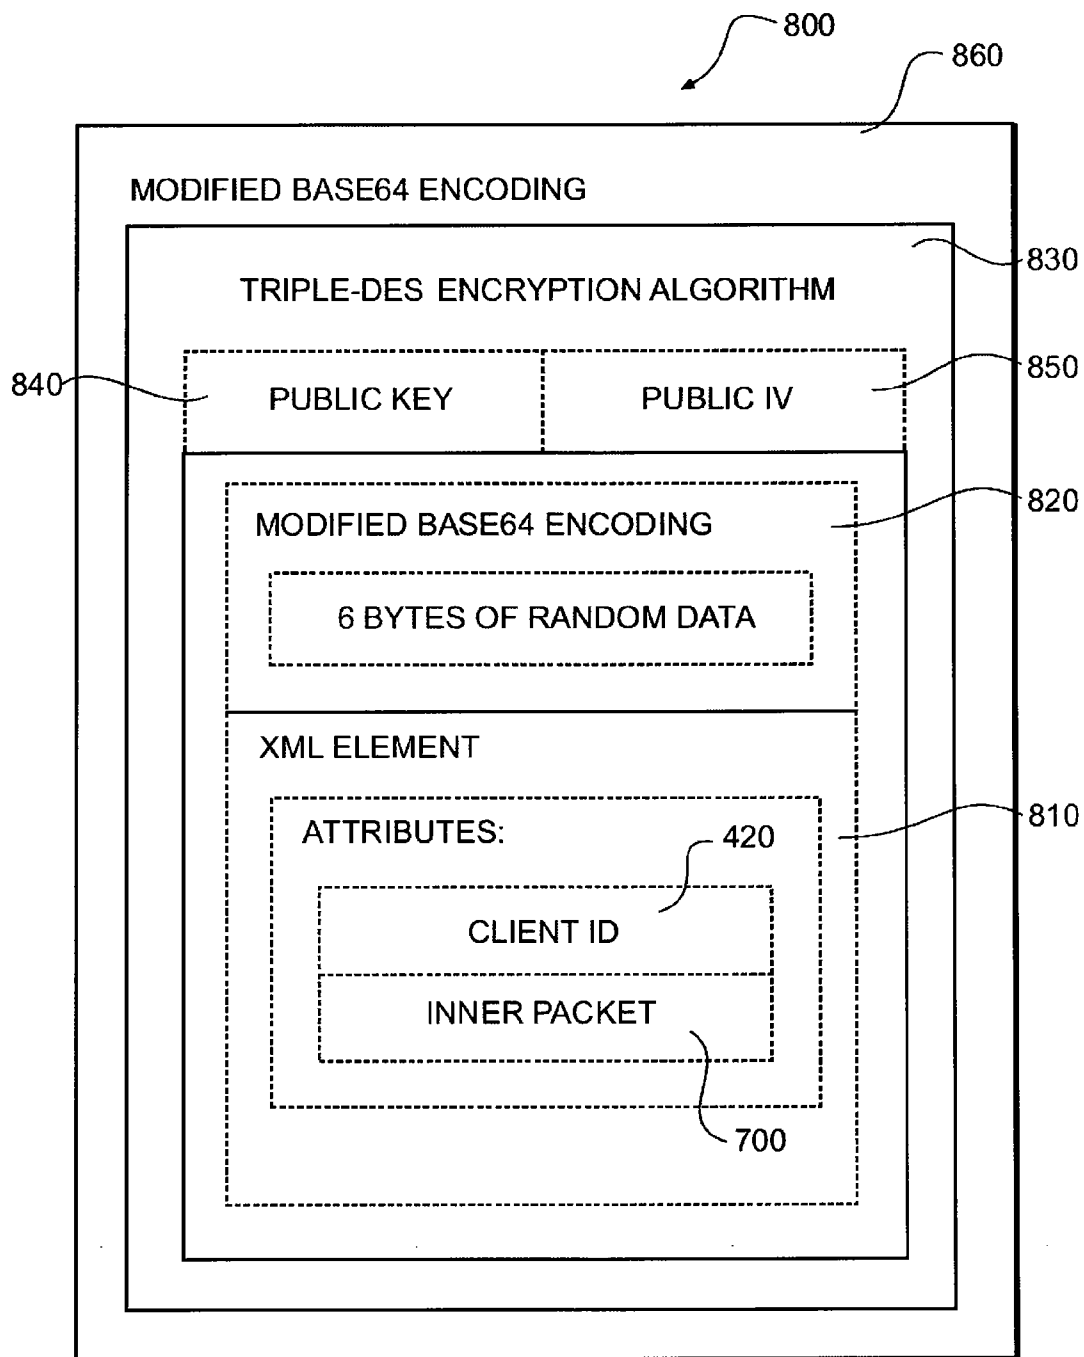 800
860
MODIFIED BASE64 ENCODING
830
TRIPLE-DES ENCRYPTION ALGORITHM
840
PUBLIC KEY
PUBLIC IV
850
820
MODIFIED BASE64 ENCODING
6 BYTES OF RANDOM DATA
XML ELEMENT
810
ATTRIBUTES:
420
CLIENT ID
INNER PACKET
700